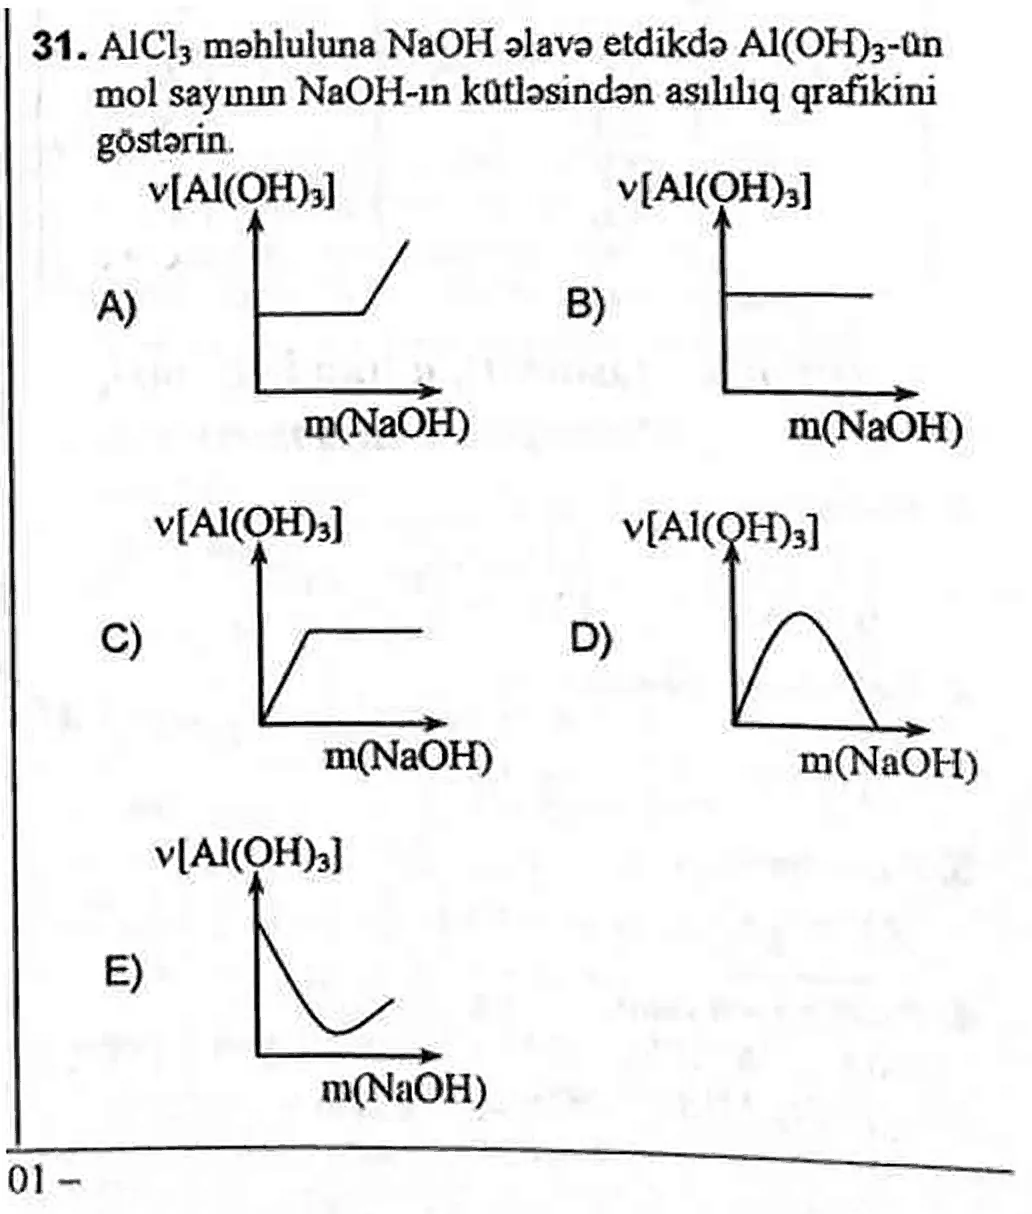 31. AlCl₃ məhluluna NaOH əlavə etdikdə Al(OH)₃-ün
mol sayının NaOH-ın kütləsindən asılılıq qrafikini
göstərin.
ν[Al(OH)₃]
A)
m(NaOH)
ν[Al(OH)₃]
B)
m(NaOH)
ν[Al(OH)₃]
C)
m(NaOH)
ν[Al(OH)₃]
D)
m(NaOH)
ν[Al(OH)₃]
E)
m(NaOH)
01 –